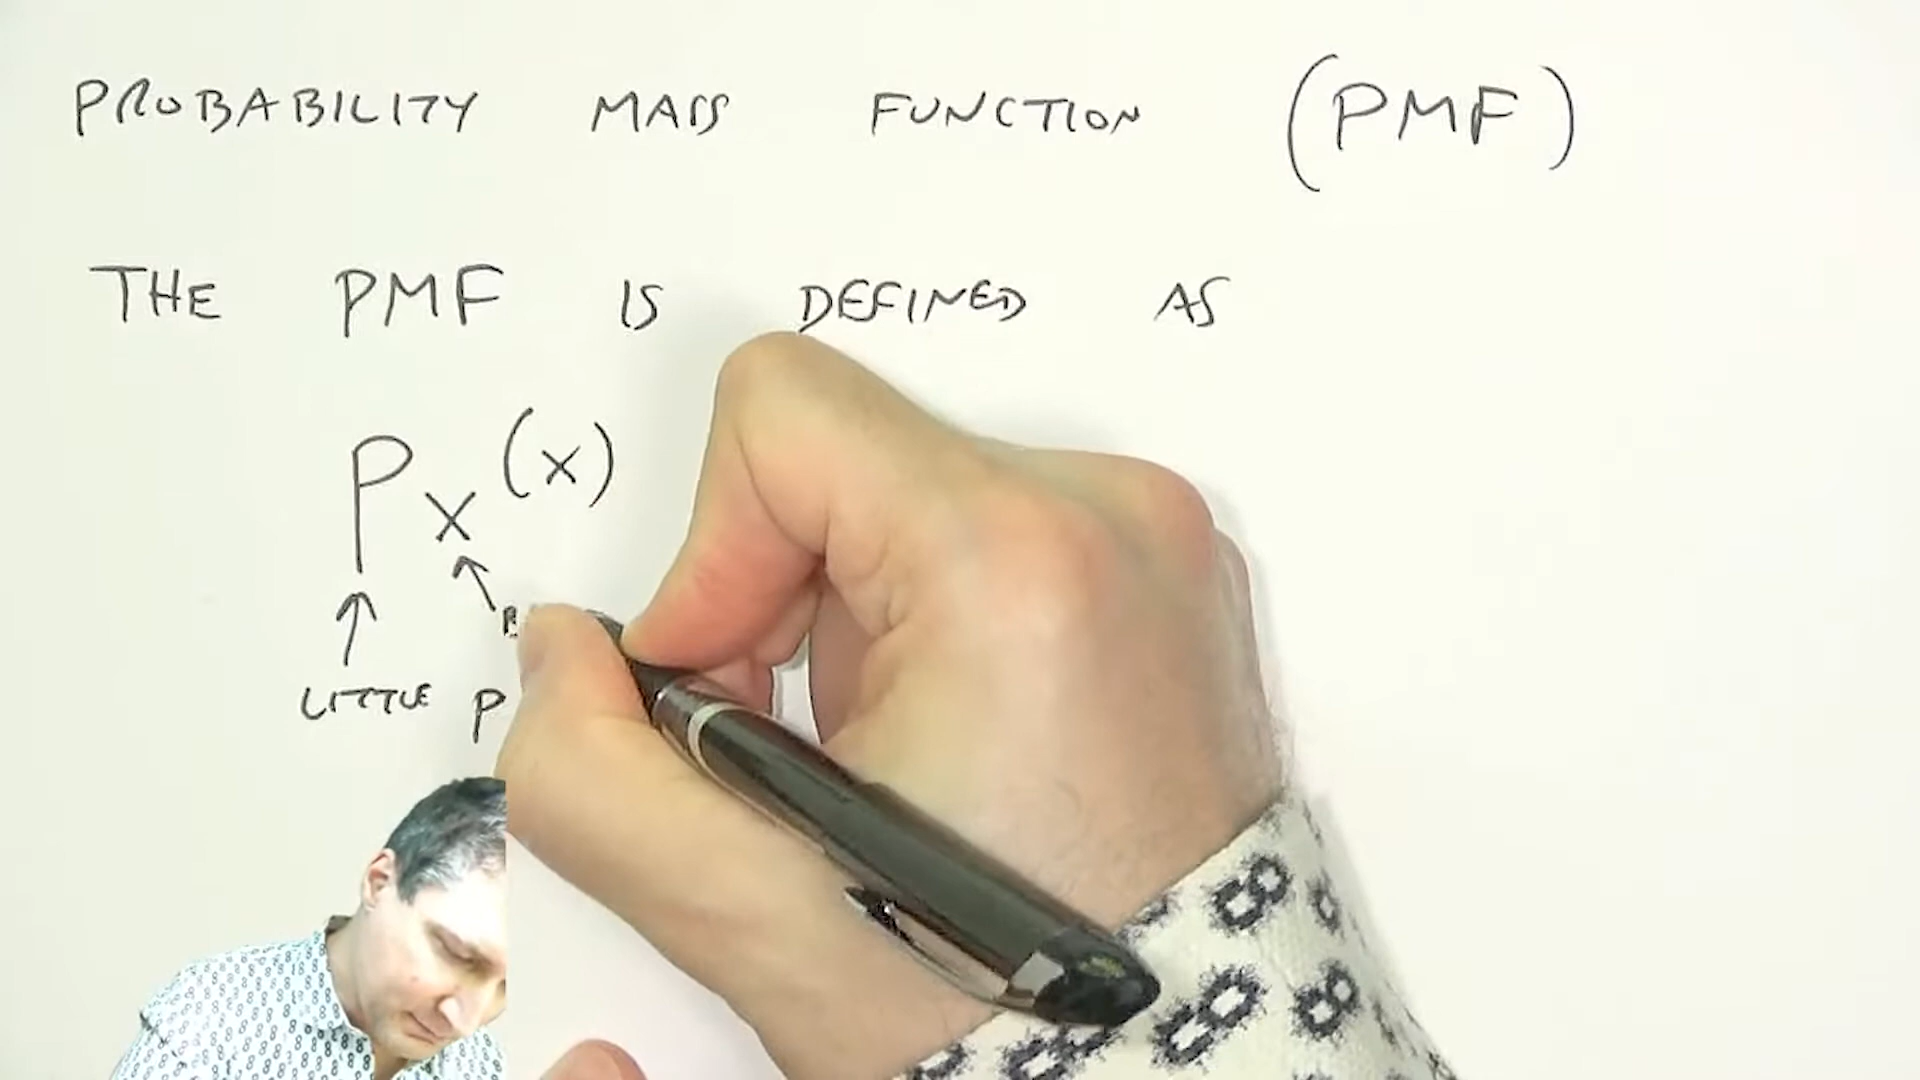 PROBABILITY MASS FUNCTION (PMF)
THE PMF IS DEFINED AS
Px(x)
LITTLE P